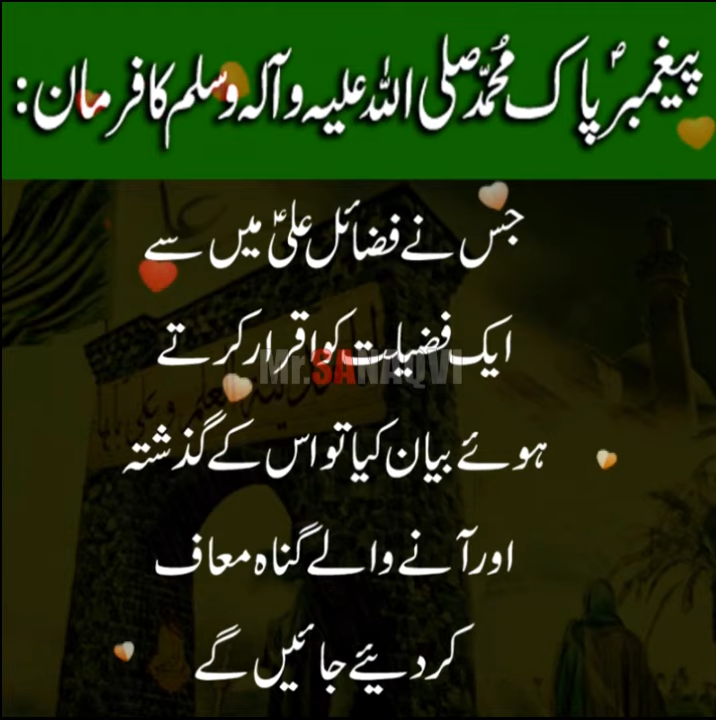 پیغمبرؐ پاک مُحمّد صلی اللہ علیہ وآلہ وسلم کا فرمان:
جس نے فضائل علیؑ میں سے
ایک فضیلت کو اقرار کرتے
Mr.SANAQVI
ہوئے بیان کیا تو اس کے گذشتہ
اور آنے والے گناہ معاف
کر دیئے جائیں گے